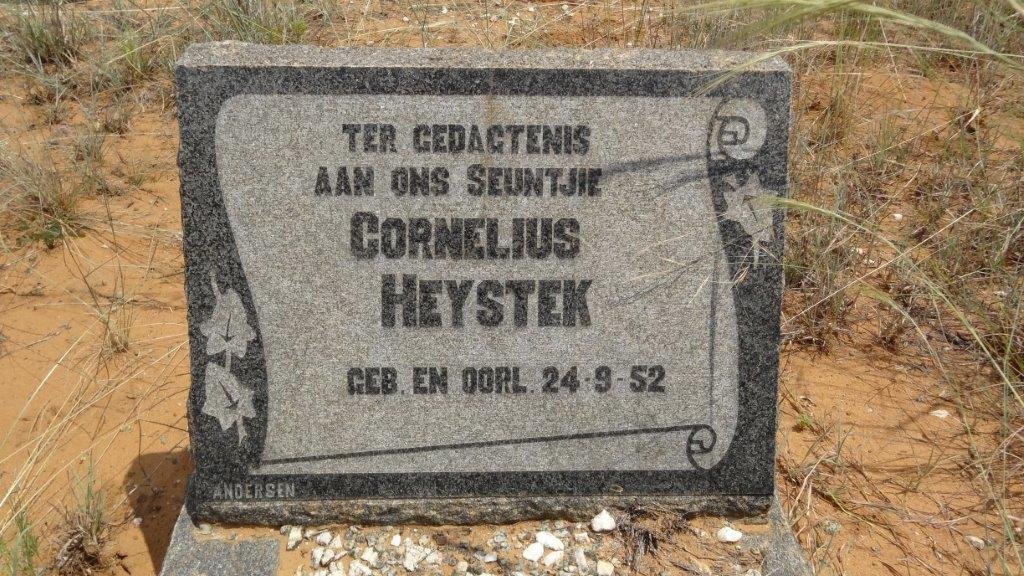 TER GEDAGTENIS
AAN ONS SEUNTJIE
CORNELIUS
HEYSTEK
GEB. EN OORL. 24-9-52
ANDERSEN